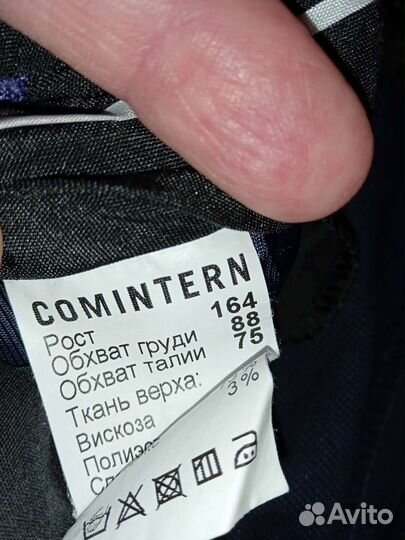 COMINTERN
Рост 164
Обхват груди 88
Обхват талии 75
Ткань верха:
Вискоза 3%
Avito